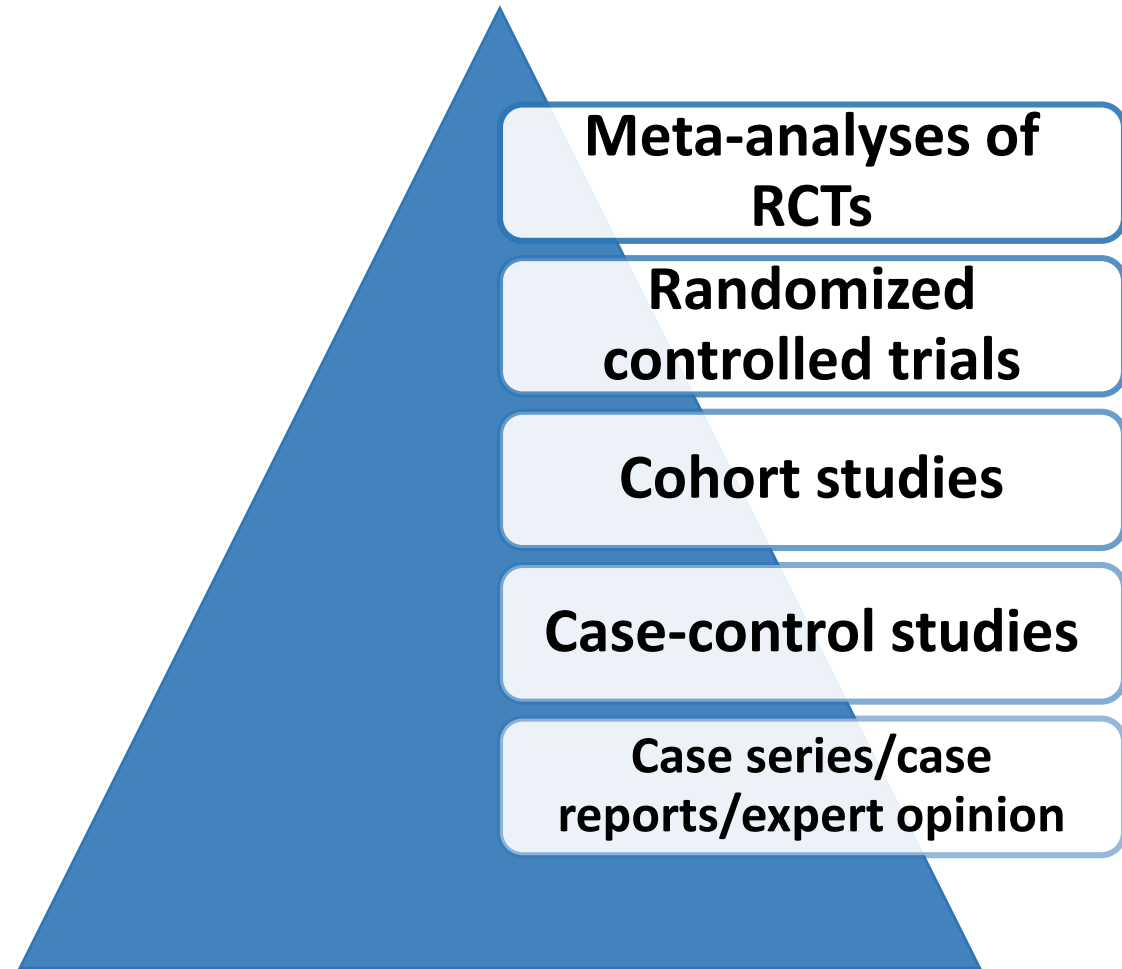 Meta-analyses of
RCTs
Randomized
controlled trials
Cohort studies
Case-control studies
Case series/case
reports/expert opinion